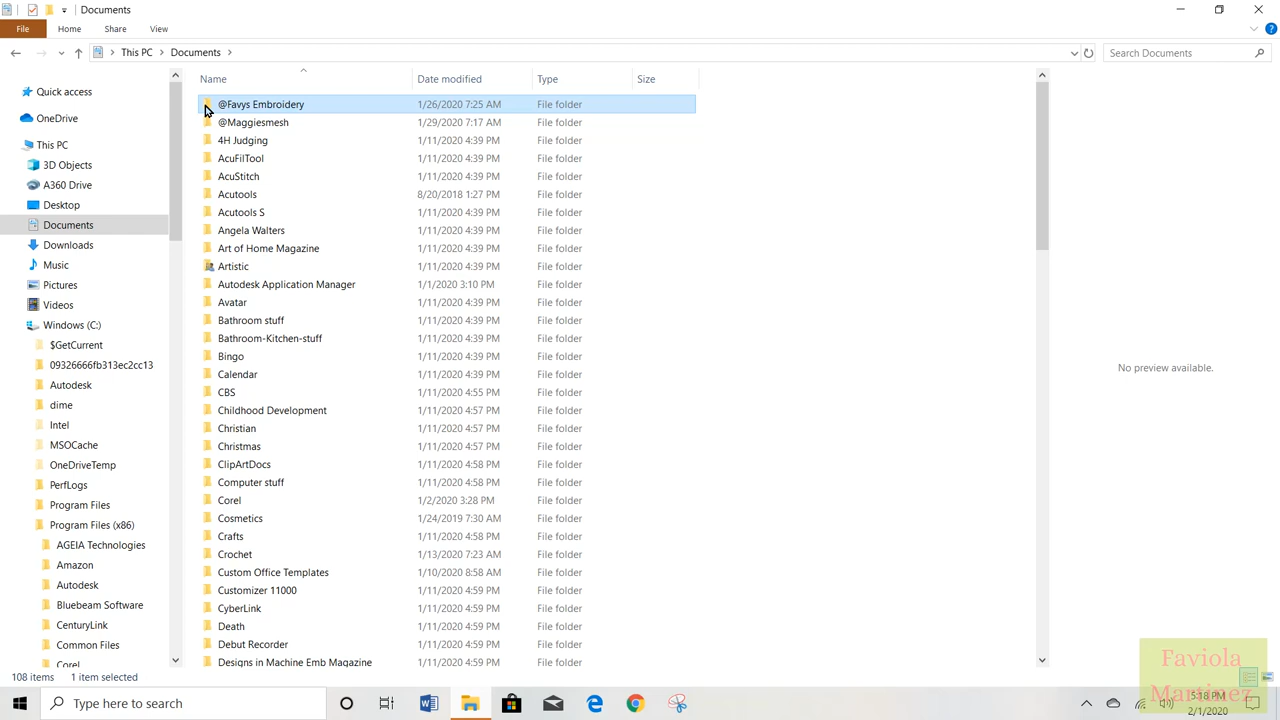 Documents
File Home Share View
This PC Documents Search Documents
Name Date modified Type Size
Quick access
OneDrive
This PC
3D Objects
A360 Drive
Desktop
Documents
Downloads
Music
Pictures
Videos
Windows (C:)
$GetCurrent
09326666fb313ec2cc13
Autodesk
dime
Intel
MSOCache
OneDriveTemp
PerfLogs
Program Files
Program Files (x86)
AGEIA Technologies
Amazon
Autodesk
Bluebeam Software
CenturyLink
Common Files
Corel
@Favys Embroidery 1/26/2020 7:25 AM File folder
@Maggiesmesh 1/29/2020 7:17 AM File folder
4H Judging 1/11/2020 4:39 PM File folder
AcuFilTool 1/11/2020 4:39 PM File folder
AcuStitch 1/11/2020 4:39 PM File folder
Acutools 8/20/2018 1:27 PM File folder
Acutools S 1/11/2020 4:39 PM File folder
Angela Walters 1/11/2020 4:39 PM File folder
Art of Home Magazine 1/11/2020 4:39 PM File folder
Artistic 1/11/2020 4:39 PM File folder
Autodesk Application Manager 1/1/2020 3:10 PM File folder
Avatar 1/11/2020 4:39 PM File folder
Bathroom stuff 1/11/2020 4:39 PM File folder
Bathroom-Kitchen-stuff 1/11/2020 4:39 PM File folder
Bingo 1/11/2020 4:39 PM File folder
Calendar 1/11/2020 4:39 PM File folder
CBS 1/11/2020 4:55 PM File folder
Childhood Development 1/11/2020 4:57 PM File folder
Christian 1/11/2020 4:57 PM File folder
Christmas 1/11/2020 4:57 PM File folder
ClipArtDocs 1/11/2020 4:58 PM File folder
Computer stuff 1/11/2020 4:58 PM File folder
Corel 1/2/2020 3:28 PM File folder
Cosmetics 1/24/2019 7:30 AM File folder
Crafts 1/11/2020 4:58 PM File folder
Crochet 1/13/2020 7:23 AM File folder
Custom Office Templates 1/10/2020 8:58 AM File folder
Customizer 11000 1/11/2020 4:59 PM File folder
CyberLink 1/11/2020 4:59 PM File folder
Death 1/11/2020 4:59 PM File folder
Debut Recorder 1/11/2020 4:59 PM File folder
Designs in Machine Emb Magazine 1/11/2020 4:59 PM File folder
No preview available.
108 items 1 item selected
Faviola
Martinez
Type here to search
5:18 PM
2/1/2020